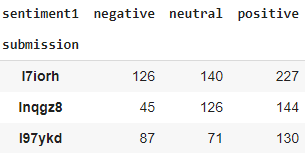 sentiment1 negative neutral positive
submission
l7iorh 126 140 227
lnqgz8 45 126 144
l97ykd 87 71 130